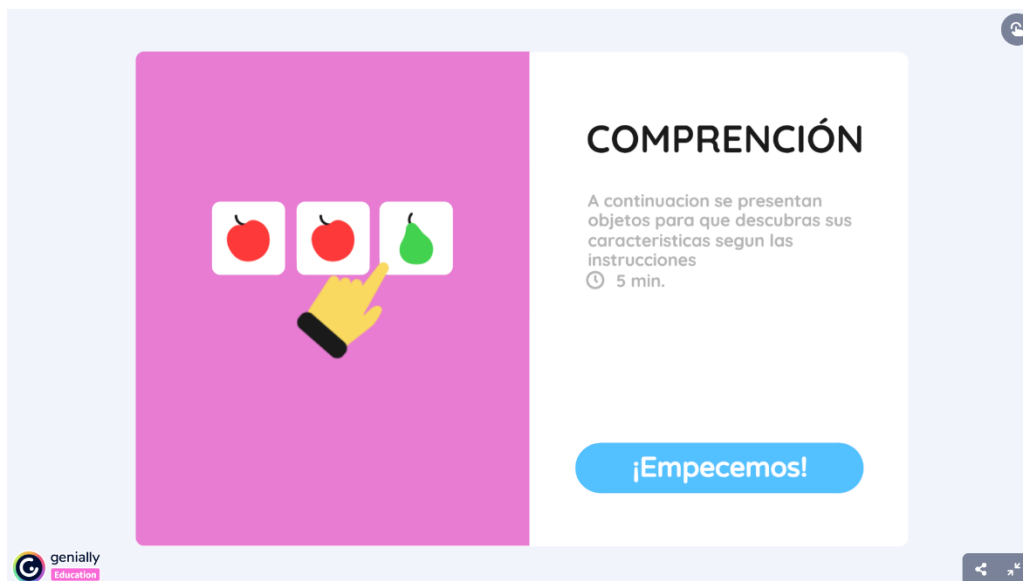 COMPRENCIÓN
A continuacion se presentan
objetos para que descubras sus
caracteristicas segun las
instrucciones
5 min.
¡Empecemos!
genially
Education